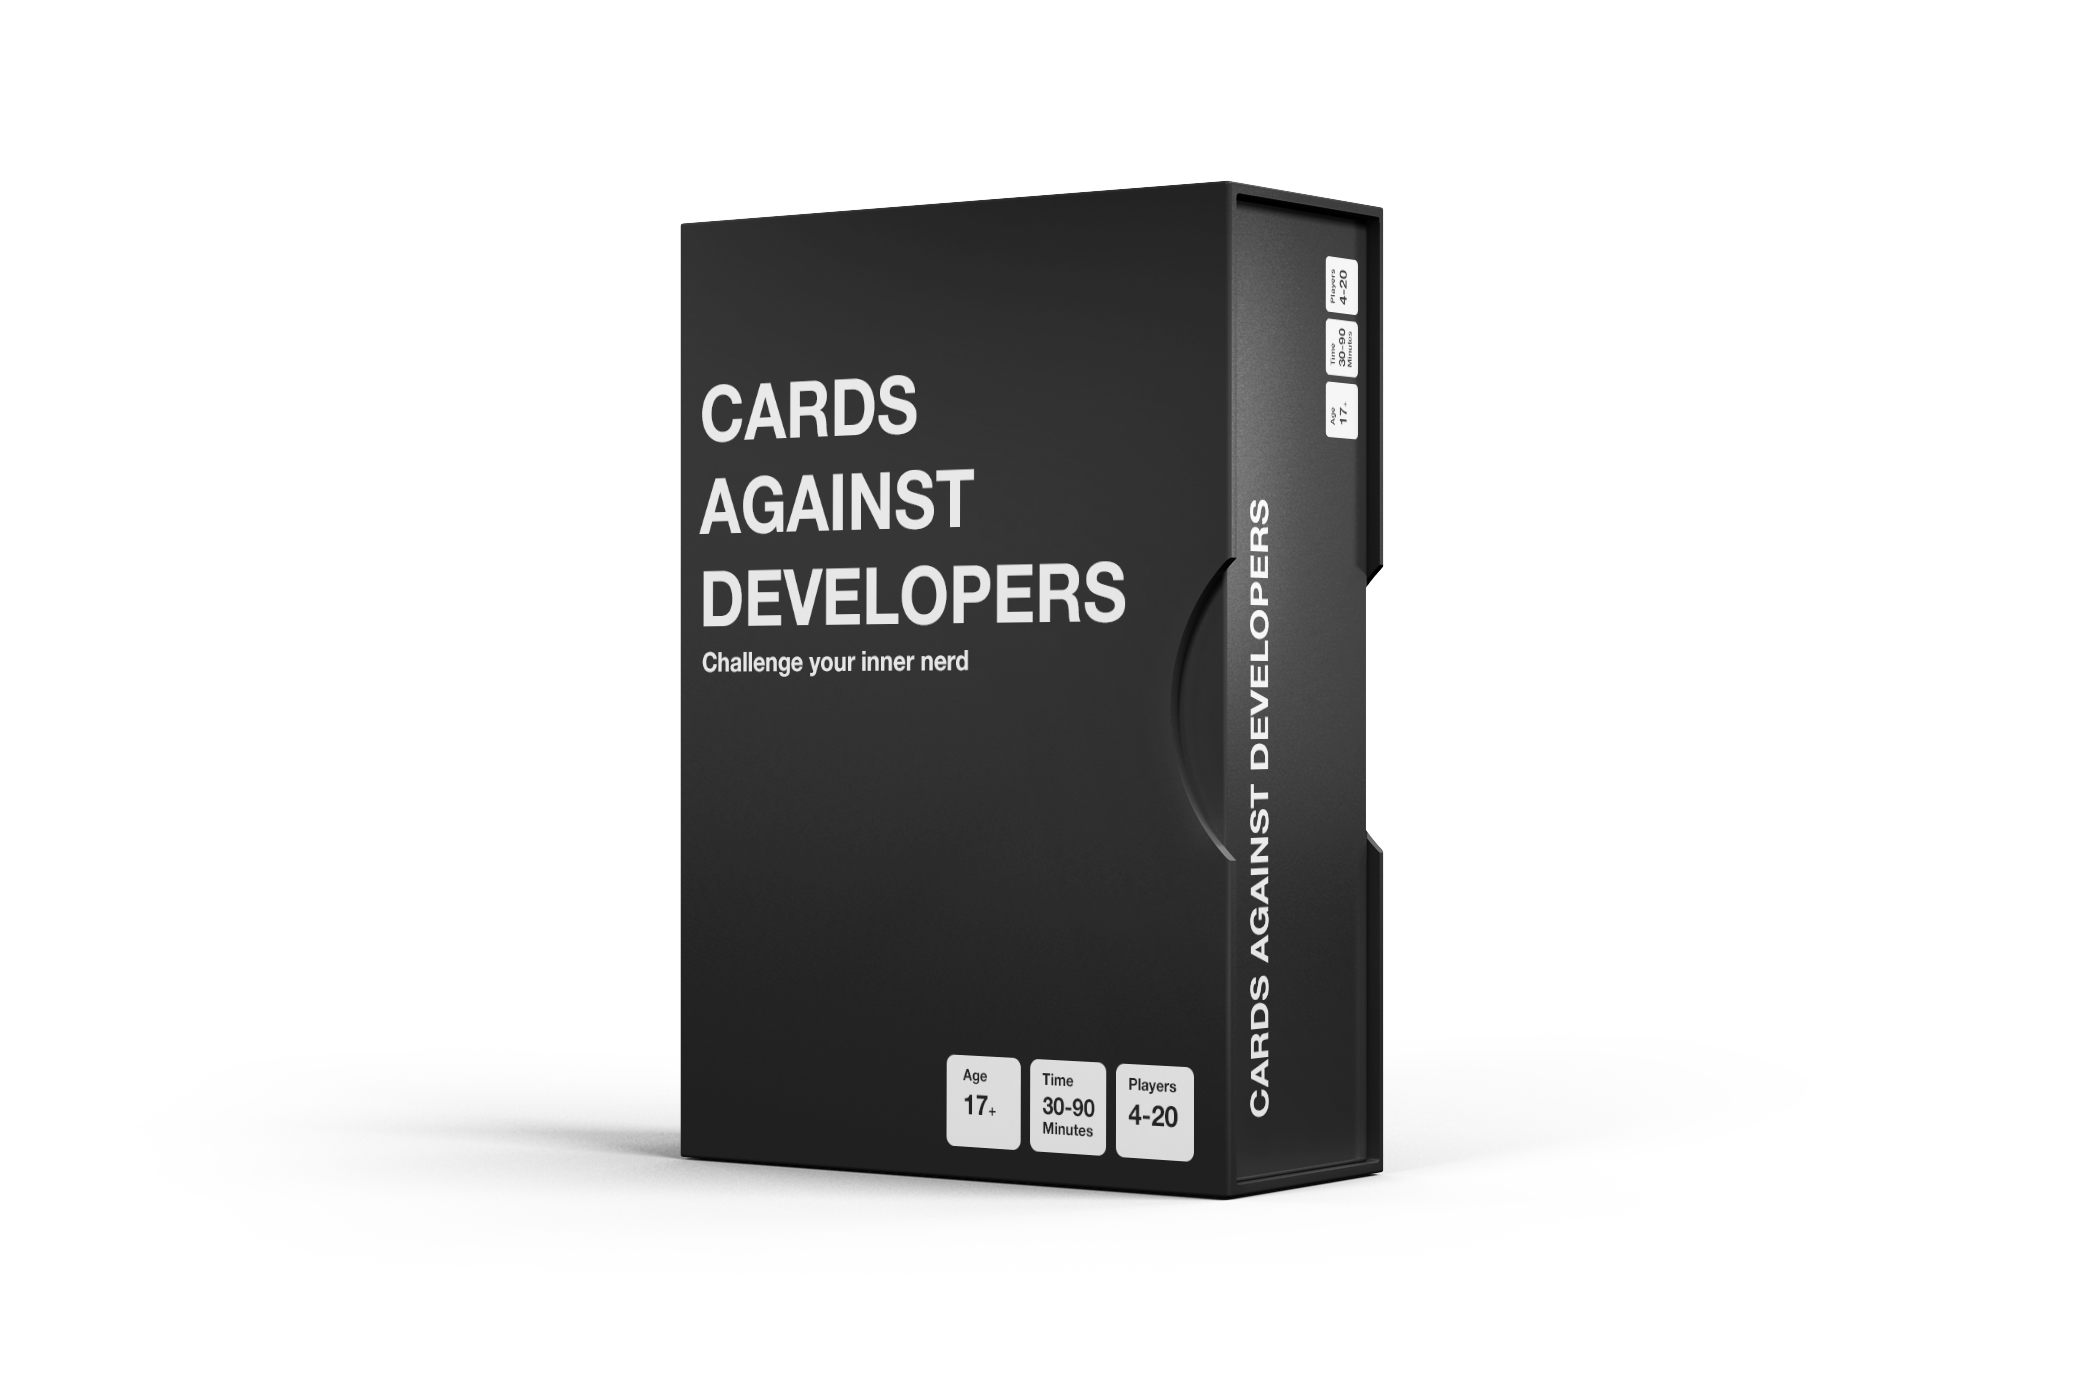 CARDS
AGAINST
DEVELOPERS
Challenge your inner nerd
Age
17+
Time
30-90
Minutes
Players
4-20
CARDS AGAINST DEVELOPERS
Age
17+
Time
30-90
Minutes
Players
4-20